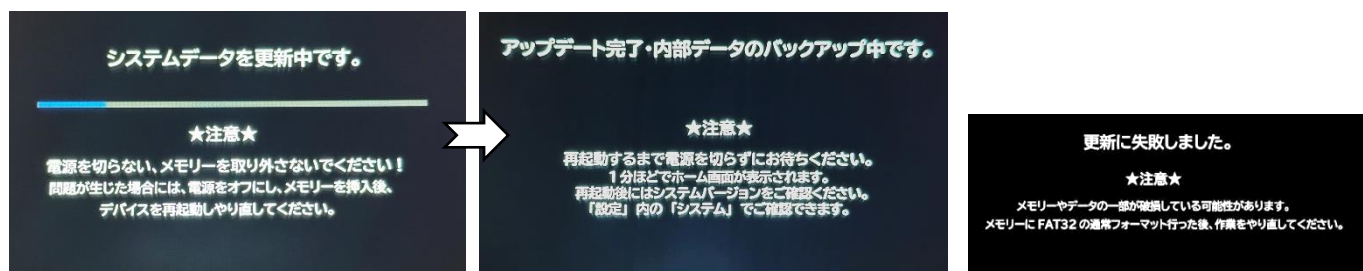 システムデータを更新中です。
★注意★
電源を切らない、メモリーを取り外さないでください！
問題が生じた場合には、電源をオフにし、メモリーを挿入後、
デバイスを再起動しやり直してください。
アップデート完了・内部データのバックアップ中です。
★注意★
再起動するまで電源を切らずにお待ちください。
1分ほどでホーム画面が表示されます。
再起動後にはシステムバージョンをご確認ください。
「設定」内の「システム」でご確認できます。
更新に失敗しました。
★注意★
メモリーやデータの一部が破損している可能性があります。
メモリーにFAT32の通常フォーマット行った後、作業をやり直してください。